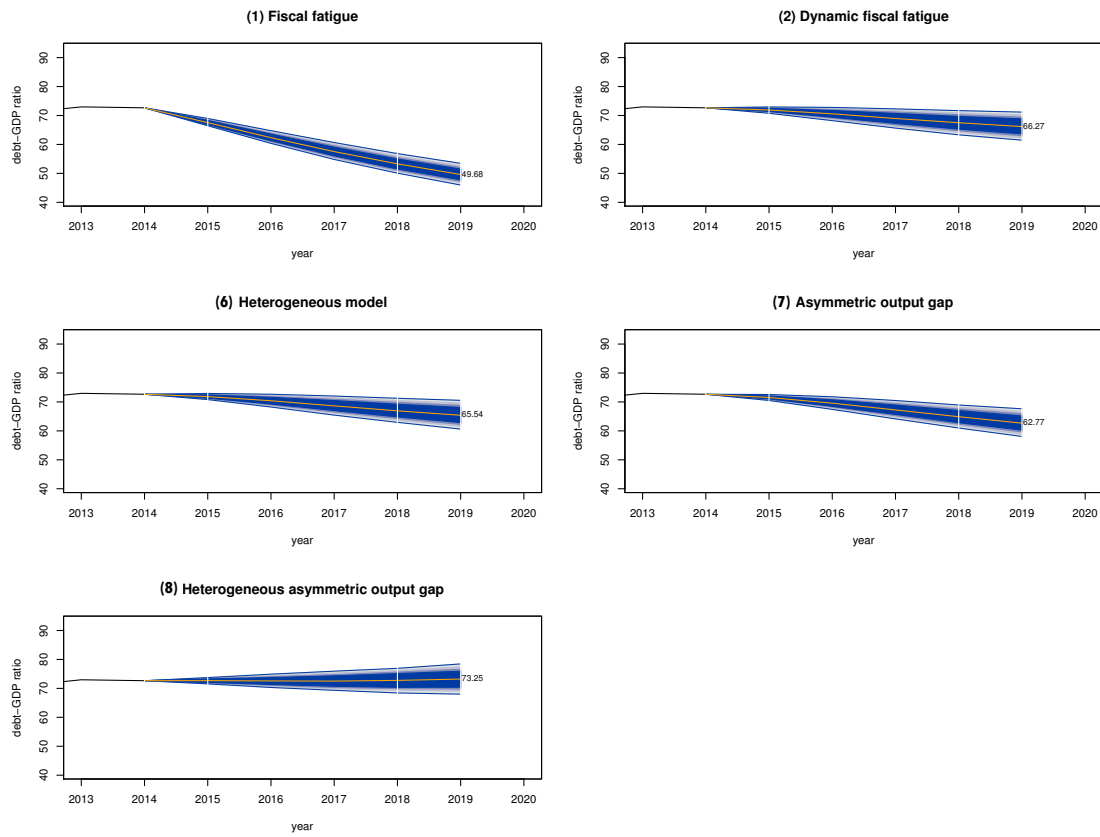 (1) Fiscal fatigue
debt−GDP ratio
90
80
70
60
50
40
49.68
2013 2014 2015 2016 2017 2018 2019 2020
year
(2) Dynamic fiscal fatigue
debt−GDP ratio
90
80
70
60
50
40
66.27
2013 2014 2015 2016 2017 2018 2019 2020
year
(6) Heterogeneous model
debt−GDP ratio
90
80
70
60
50
40
65.54
2013 2014 2015 2016 2017 2018 2019 2020
year
(7) Asymmetric output gap
debt−GDP ratio
90
80
70
60
50
40
62.77
2013 2014 2015 2016 2017 2018 2019 2020
year
(8) Heterogeneous asymmetric output gap
debt−GDP ratio
90
80
70
60
50
40
73.25
2013 2014 2015 2016 2017 2018 2019 2020
year